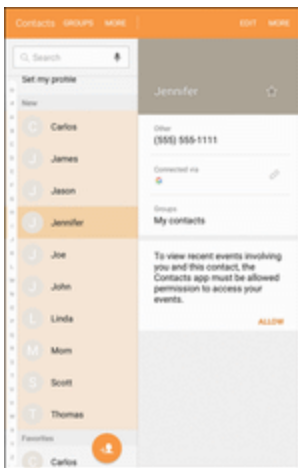 Contacts GROUPS MORE
EDIT MORE
Search
Set my profile
New
C Carlos
J James
J Jason
J Jennifer
J Joe
J John
L Linda
M Mom
S Scott
T Thomas
Favorites
C Carlos
Jennifer
Other
(555) 555-1111
Connected via
G
Groups
My contacts
To view recent events involving
you and this contact, the
Contacts app must be allowed
permission to access your
events.
ALLOW